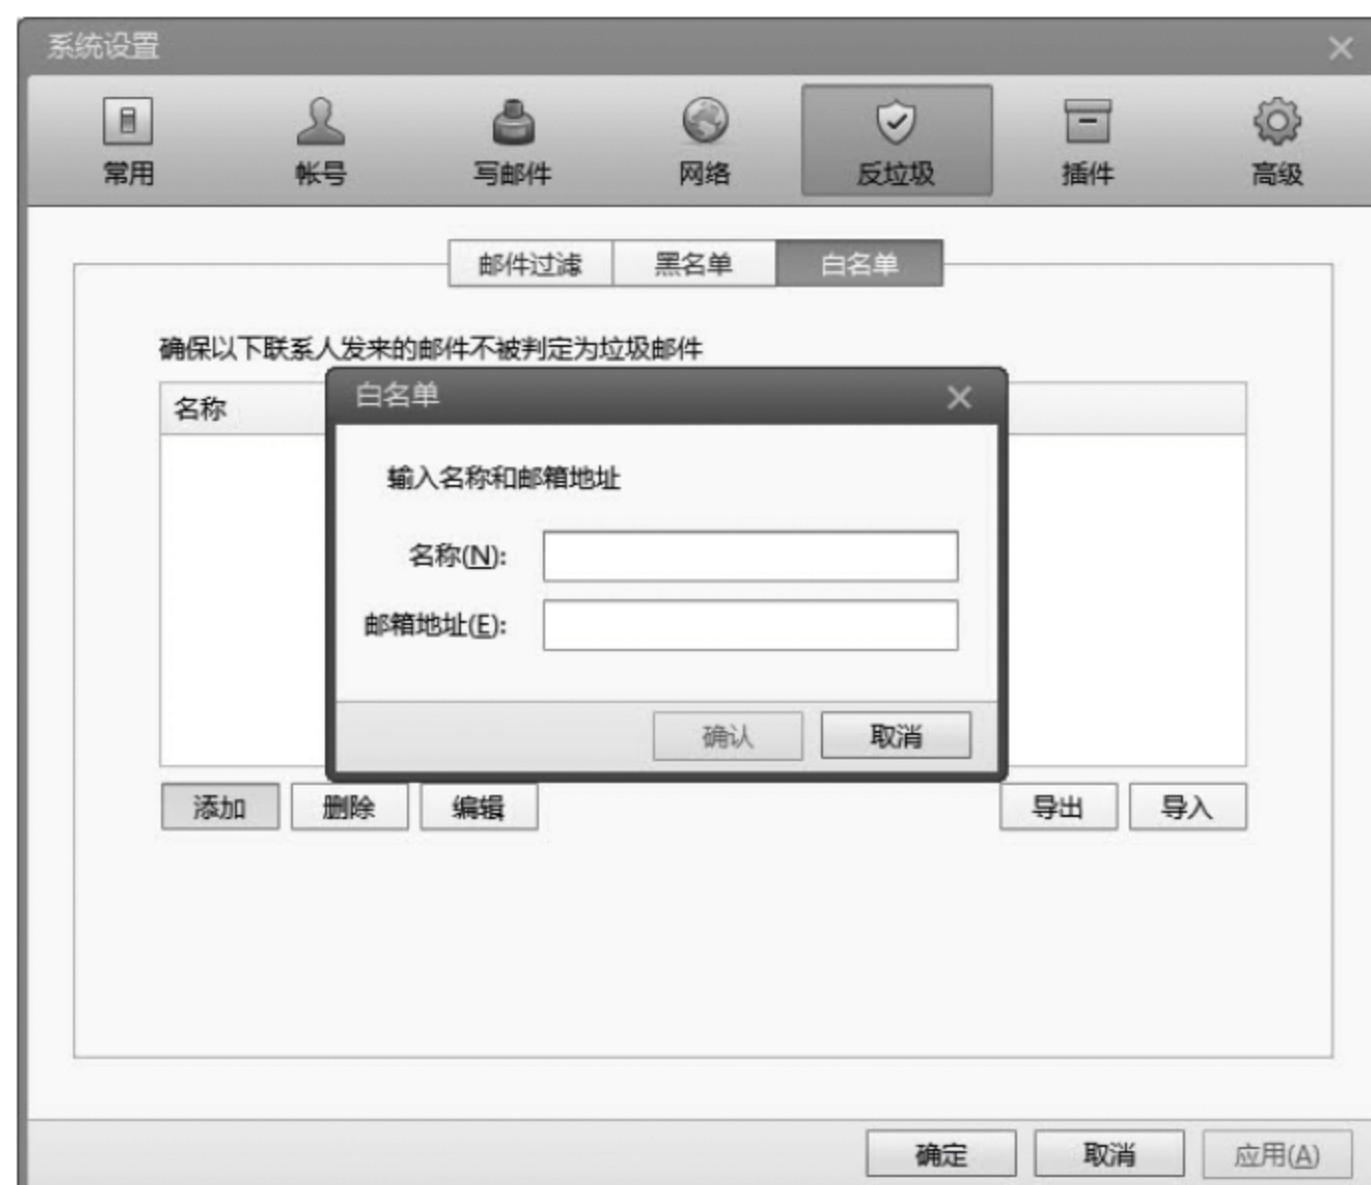 系统设置
常用 帐号 写邮件 网络 反垃圾 插件 高级
邮件过滤 黑名单 白名单
确保以下联系人发来的邮件不被判定为垃圾邮件
名称
白名单
输入名称和邮箱地址
名称(N):
邮箱地址(E):
确认 取消
添加 删除 编辑 导出 导入
确定 取消 应用(A)